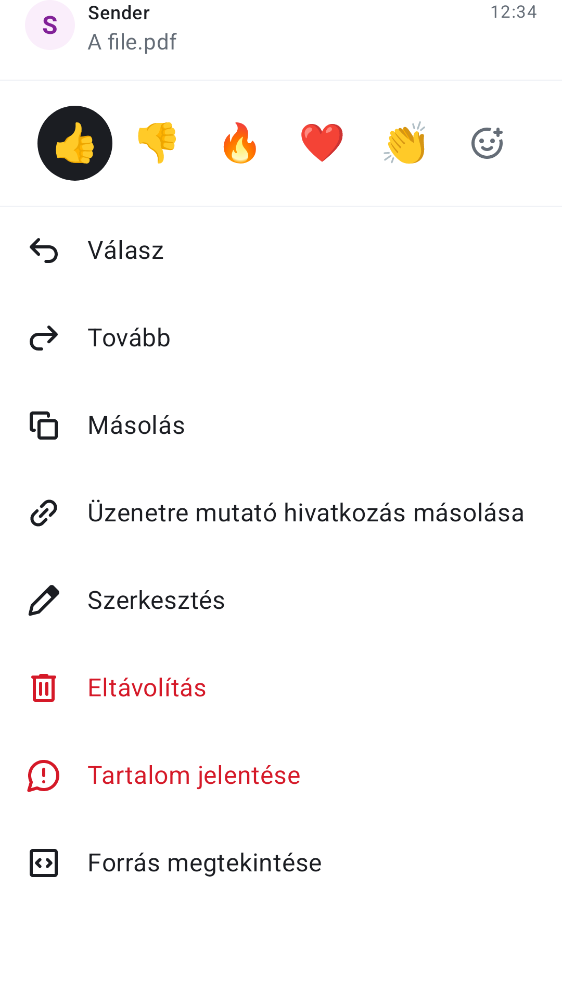 S
Sender
12:34
A file.pdf
Válasz
Tovább
Másolás
Üzenetre mutató hivatkozás másolása
Szerkesztés
Eltávolítás
Tartalom jelentése
Forrás megtekintése